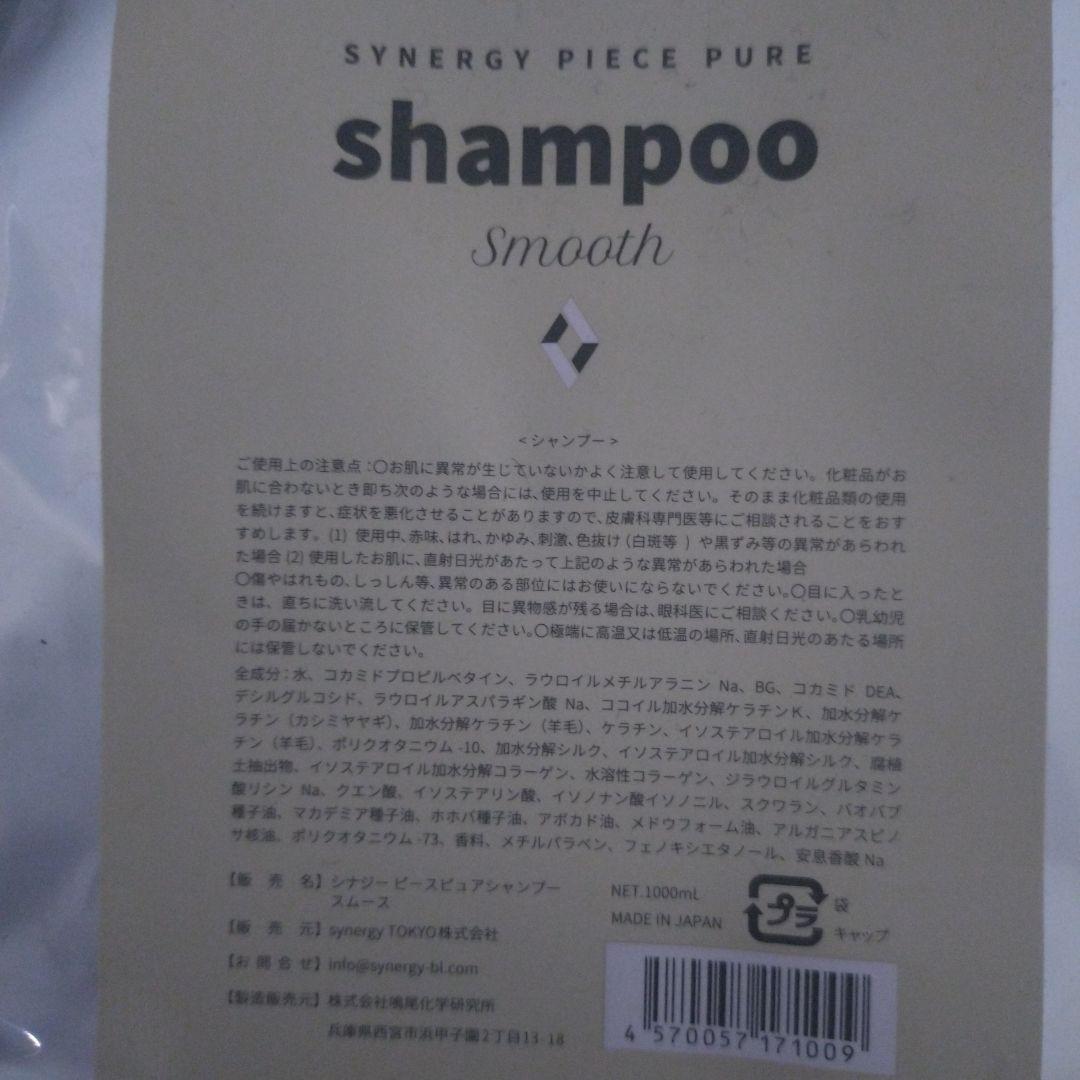 SYNERGY PIECE PURE
shampoo
Smooth
<シャンプー>
ご使用上の注意点:〇お肌に異常が生じていないかよく注意して使用してください。化粧品がお
肌に合わないとき即ち次のような場合には、使用を中止してください。そのまま化粧品類の使用
を続けますと、症状を悪化させることがありますので、皮膚科専門医等にご相談されることをおす
すめします。(1) 使用中、赤味、はれ、かゆみ、刺激、色抜け(白斑等 ) や黒ずみ等の異常があらわれ
た場合 (2) 使用したお肌に、直射日光があたって上記のような異常があらわれた場合
〇傷やはれもの、しっしん等、異常のある部位にはお使いにならないでください。〇目に入ったと
きは、直ちに洗い流してください。目に異物感が残る場合は、眼科医にご相談ください。〇乳幼児
の手の届かないところに保管してください。〇極端に高温又は低温の場所、直射日光のあたる場所
には保管しないでください。
全成分:水、コカミドプロピルベタイン、ラウロイルメチルアラニン Na、BG、コカミド DEA、
デシルグルコシド、ラウロイルアスパラギン酸 Na、ココイル加水分解ケラチンK、加水分解ケ
ラチン(カシミヤヤギ)、加水分解ケラチン(羊毛)、ケラチン、イソステアロイル加水分解ケラ
チン(羊毛)、ポリクオタニウム -10、加水分解シルク、イソステアロイル加水分解シルク、腐植
土抽出物、イソステアロイル加水分解コラーゲン、水溶性コラーゲン、ジラウロイルグルタミン
酸リシン Na、クエン酸、イソステアリン酸、イソノナン酸イソノニル、スクワラン、バオバブ
種子油、マカデミア種子油、ホホバ種子油、アボカド油、メドウフォーム油、アルガニアスピノ
サ核油、ポリクオタニウム -73、香料、メチルパラベン、フェノキシエタノール、安息香酸 Na
【販 売 名】シナジー ピースピュアシャンプー
スムース
【販 売 元】synergy TOKYO株式会社
【お 問 合 せ】info@synergy-bl.com
【製造販売元】株式会社鳴尾化学研究所
兵庫県西宮市浜甲子園2丁目13-18
NET.1000mL
MADE IN JAPAN
プラ
袋
キャップ
4 570057 171009